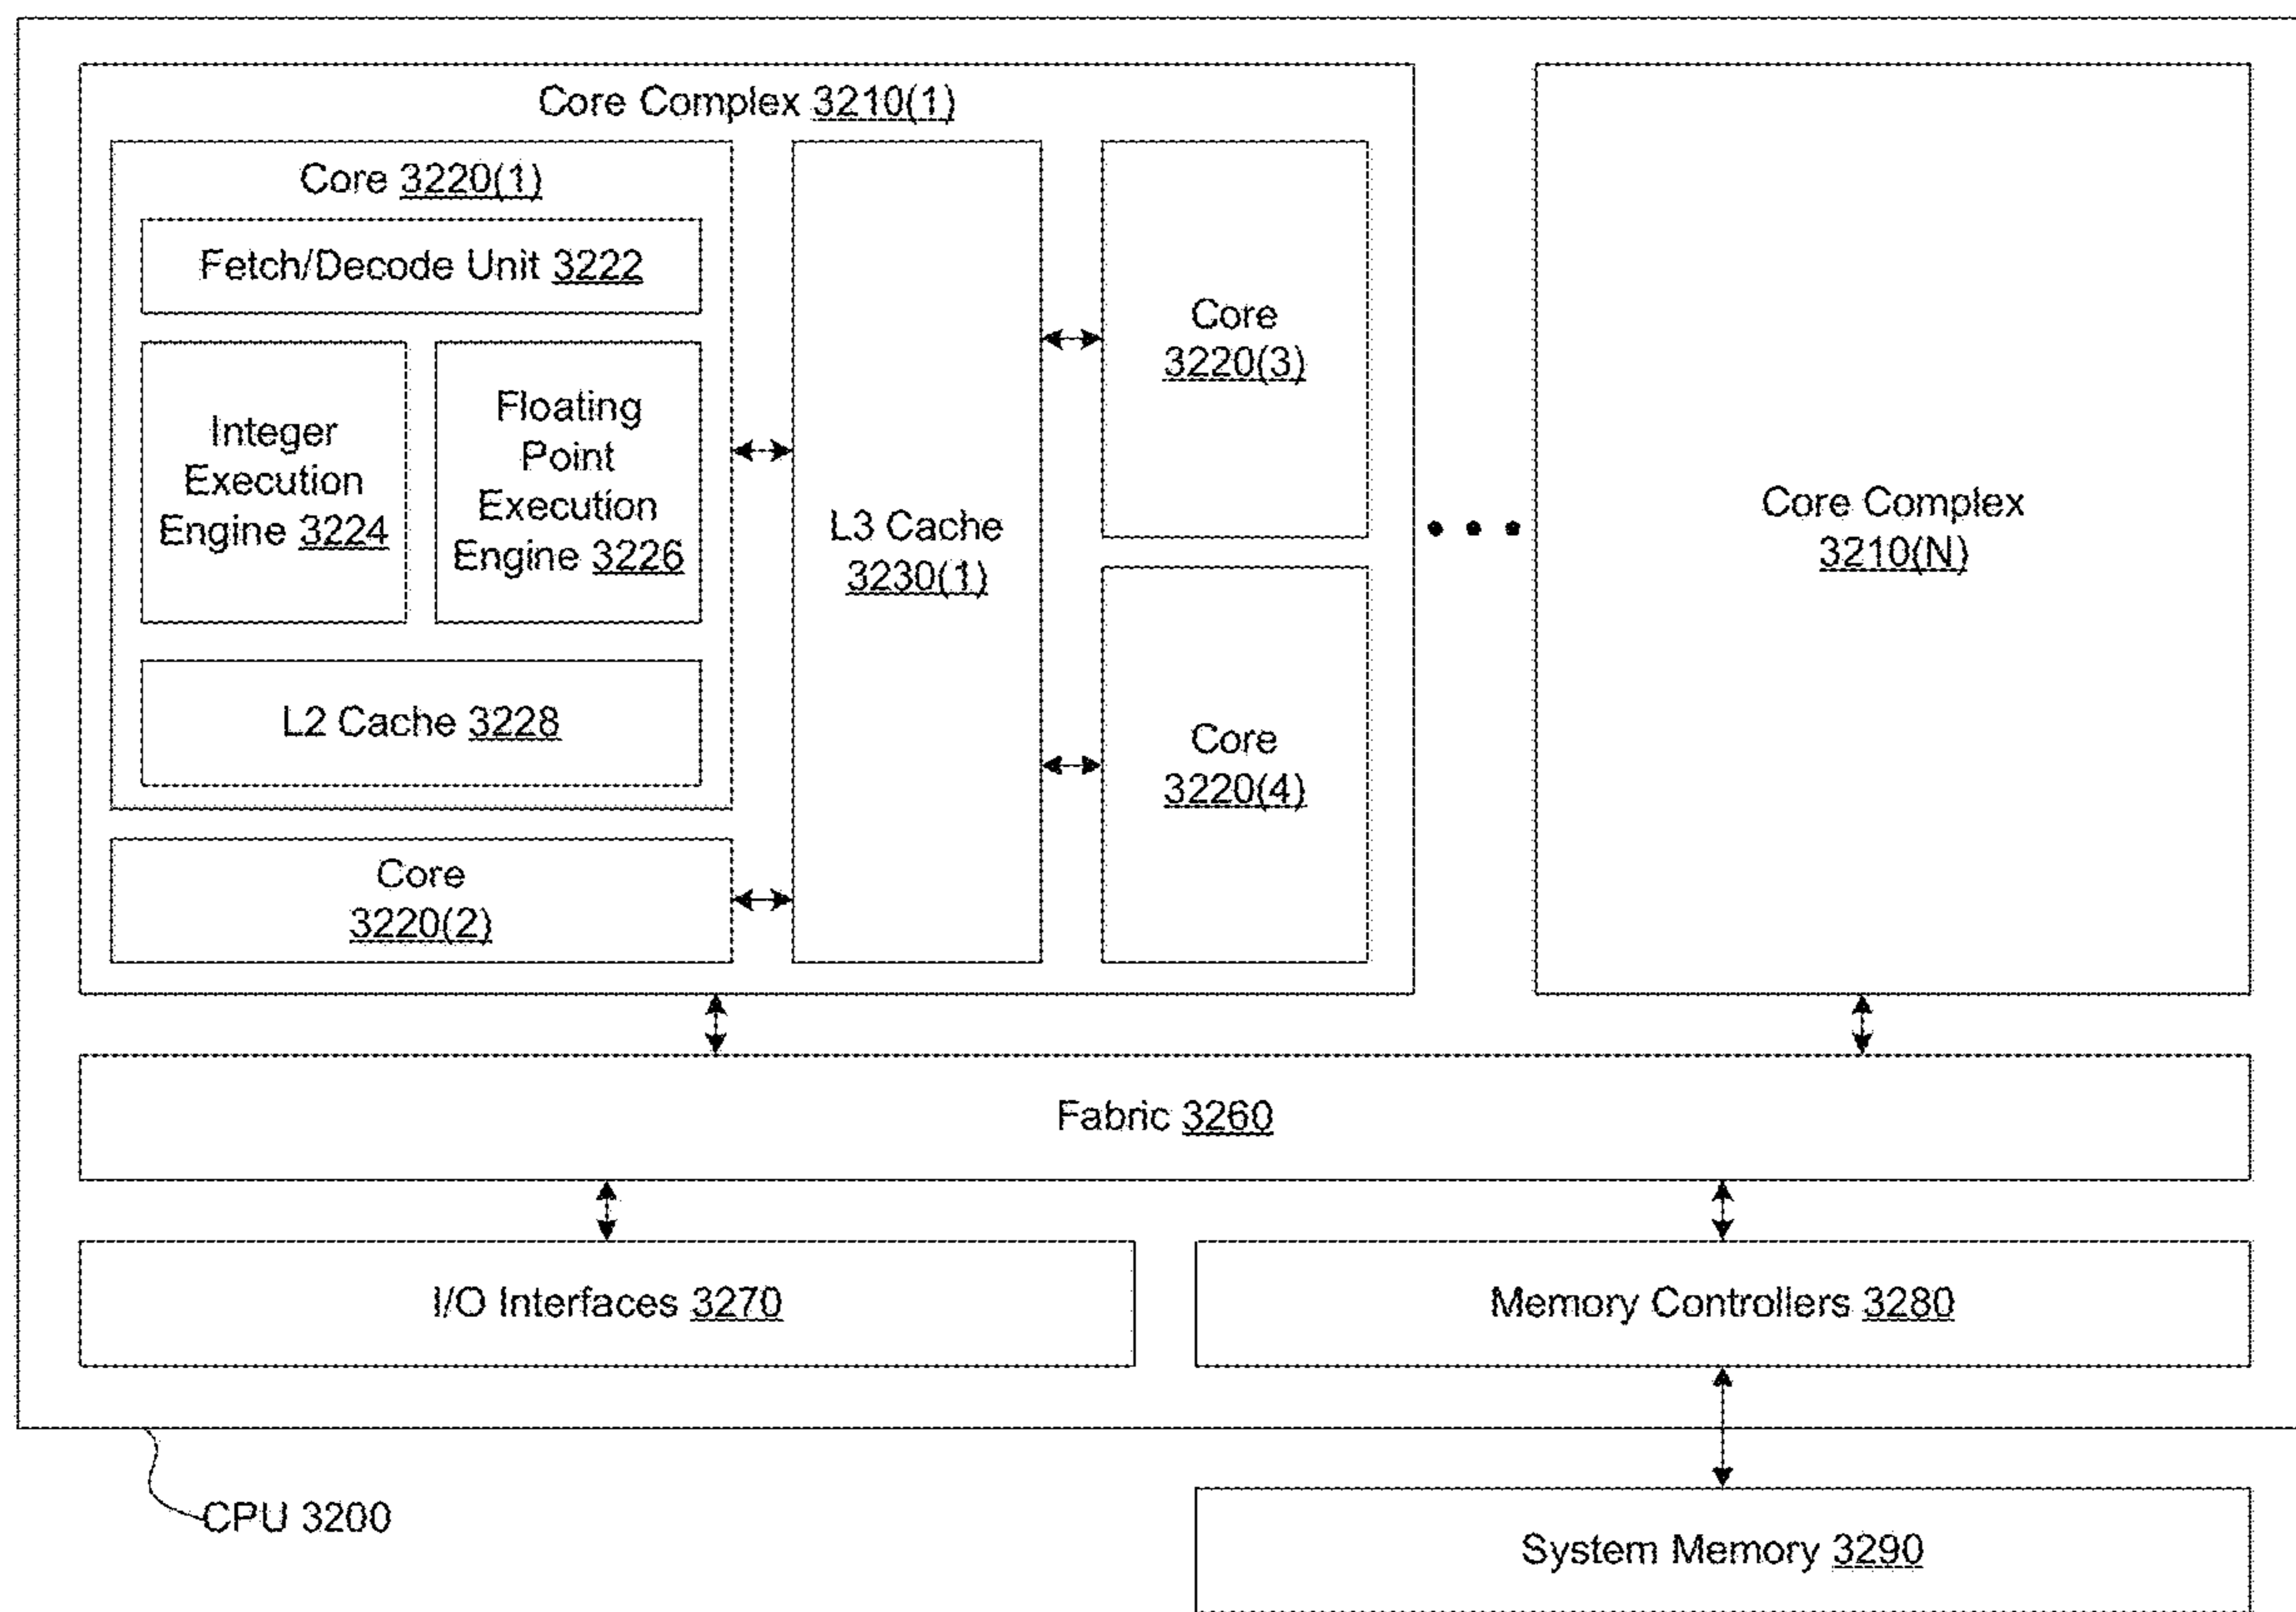 Core Complex 3210(1)
Core 3220(1)
Fetch/Decode Unit 3222
Integer
Execution
Engine 3224
Floating
Point
Execution
Engine 3226
L2 Cache 3228
Core
3220(2)
L3 Cache
3230(1)
Core
3220(3)
Core
3220(4)
Core Complex
3210(N)
Fabric 3260
I/O Interfaces 3270
Memory Controllers 3280
CPU 3200
System Memory 3290